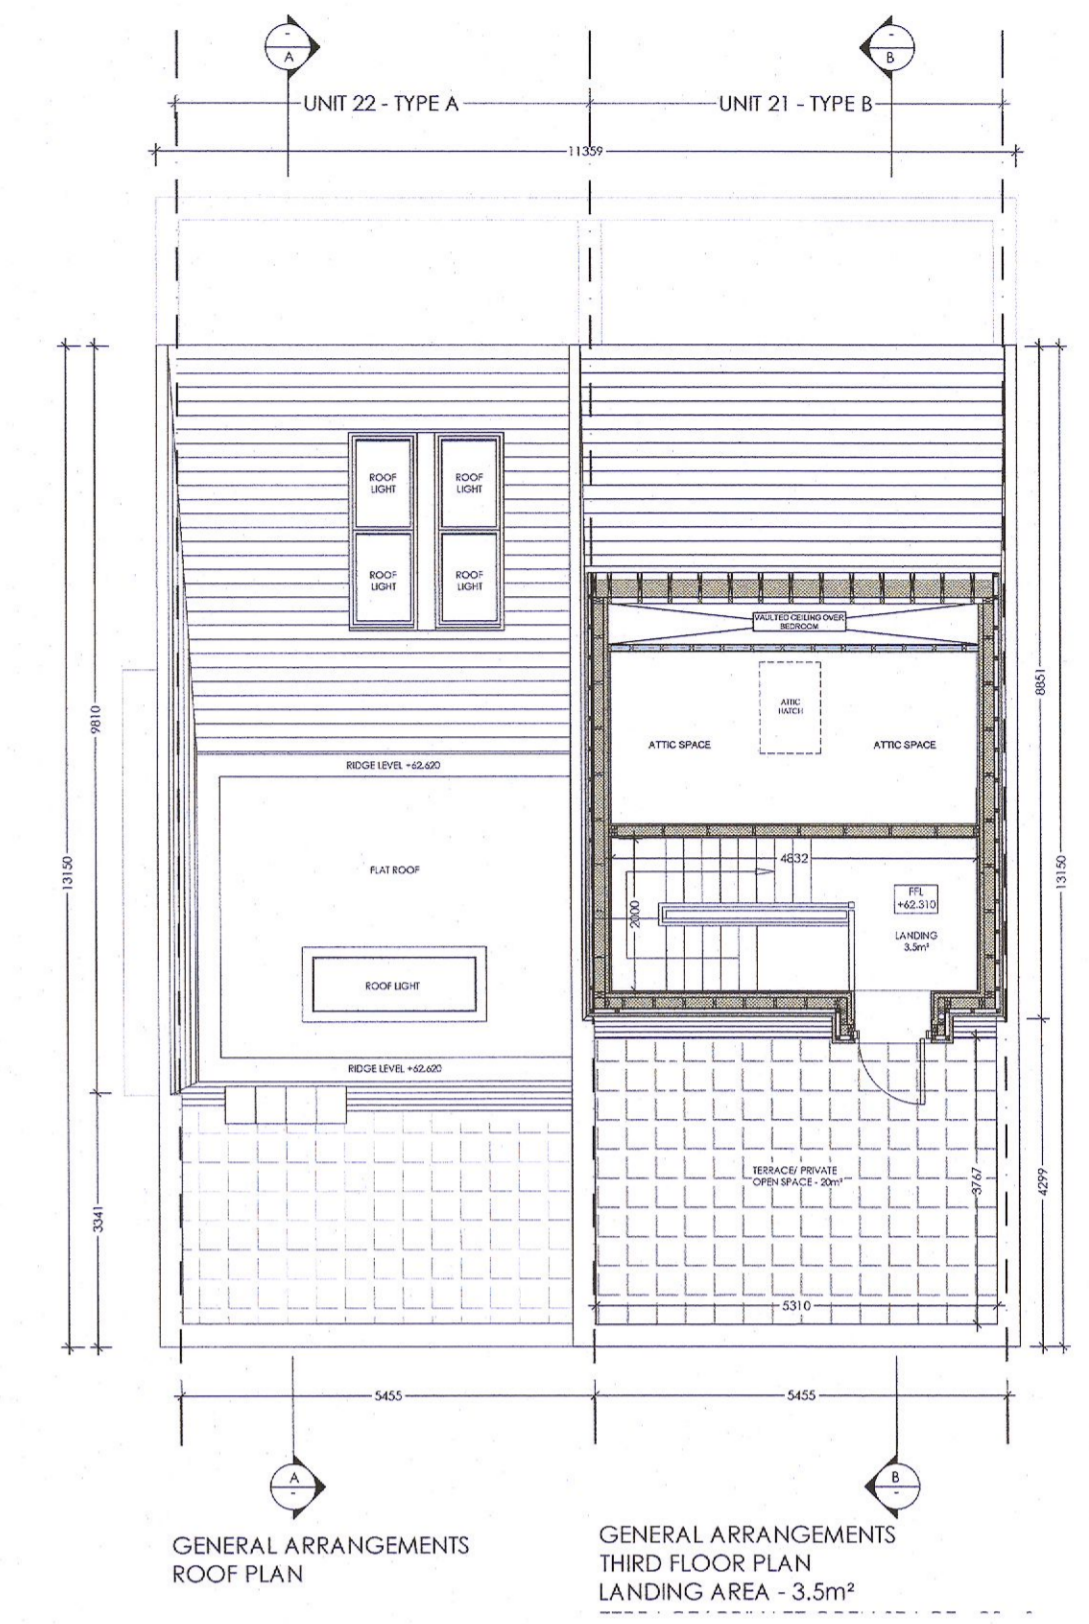 -
A
-
B
UNIT 22 - TYPE A
UNIT 21 - TYPE B
11359
ROOF
LIGHT
ROOF
LIGHT
ROOF
LIGHT
ROOF
LIGHT
VAULTED CEILING OVER
BEDROOM
ATTIC
HATCH
ATTIC SPACE
ATTIC SPACE
8851
9810
13150
RIDGE LEVEL +62.620
FLAT ROOF
ROOF LIGHT
RIDGE LEVEL +62.620
4832
2000
FFL
+62.310
LANDING
3.5m²
13150
TERRACE/ PRIVATE
OPEN SPACE - 20m²
3767
4299
3341
5310
5455
5455
A
-
B
-
GENERAL ARRANGEMENTS
ROOF PLAN
GENERAL ARRANGEMENTS
THIRD FLOOR PLAN
LANDING AREA - 3.5m²